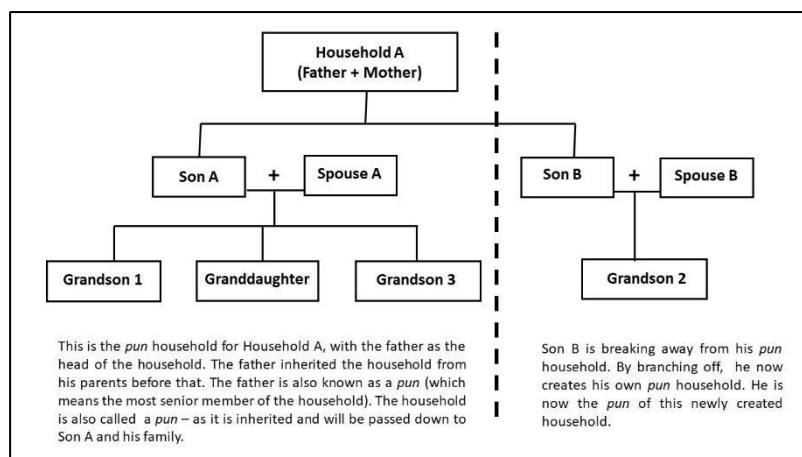 Household A
(Father + Mother)
Son A
+
Spouse A
Son B
+
Spouse B
Grandson 1
Granddaughter
Grandson 3
Grandson 2
This is the pun household for Household A, with the father as the
head of the household. The father inherited the household from
his parents before that. The father is also known as a pun (which
means the most senior member of the household). The household
is also called a pun – as it is inherited and will be passed down to
Son A and his family.
Son B is breaking away from his pun
household. By branching off, he now
creates his own pun household. He is
now the pun of this newly created
household.